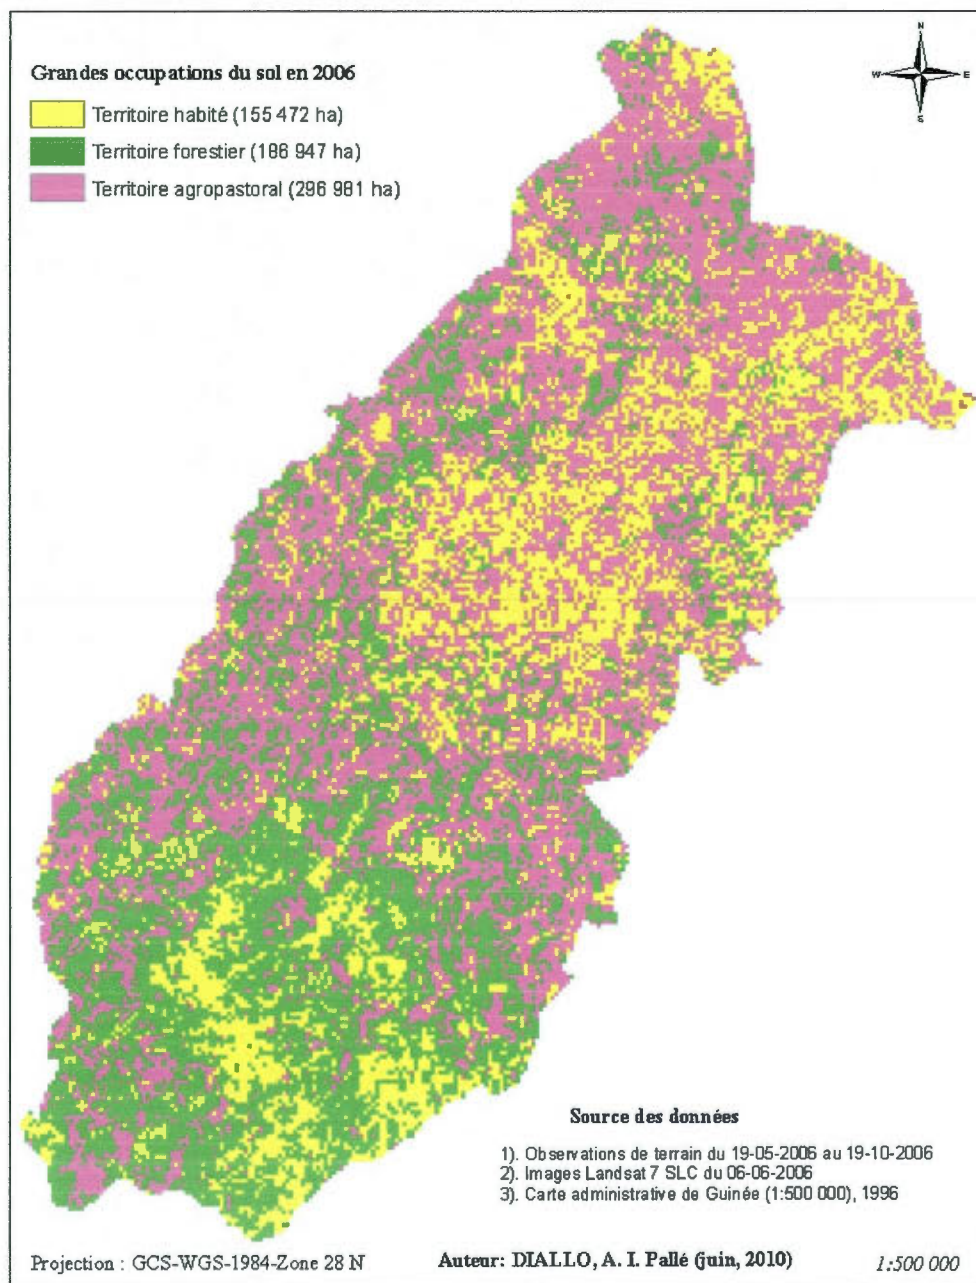 Grandes occupations du sol en 2006
Territoire habité (155 472 ha)
Territoire forestier (186 947 ha)
Territoire agropastoral (296 981 ha)
N
W E
S
Source des données
1). Observations de terrain du 19-05-2006 au 19-10-2006
2). Images Landsat 7 SLC du 06-06-2006
3). Carte administrative de Guinée (1:500 000), 1996
Projection : GCS-WGS-1984-Zone 28 N
Auteur: DIALLO, A. I. Pallé (juin, 2010)
1:500 000